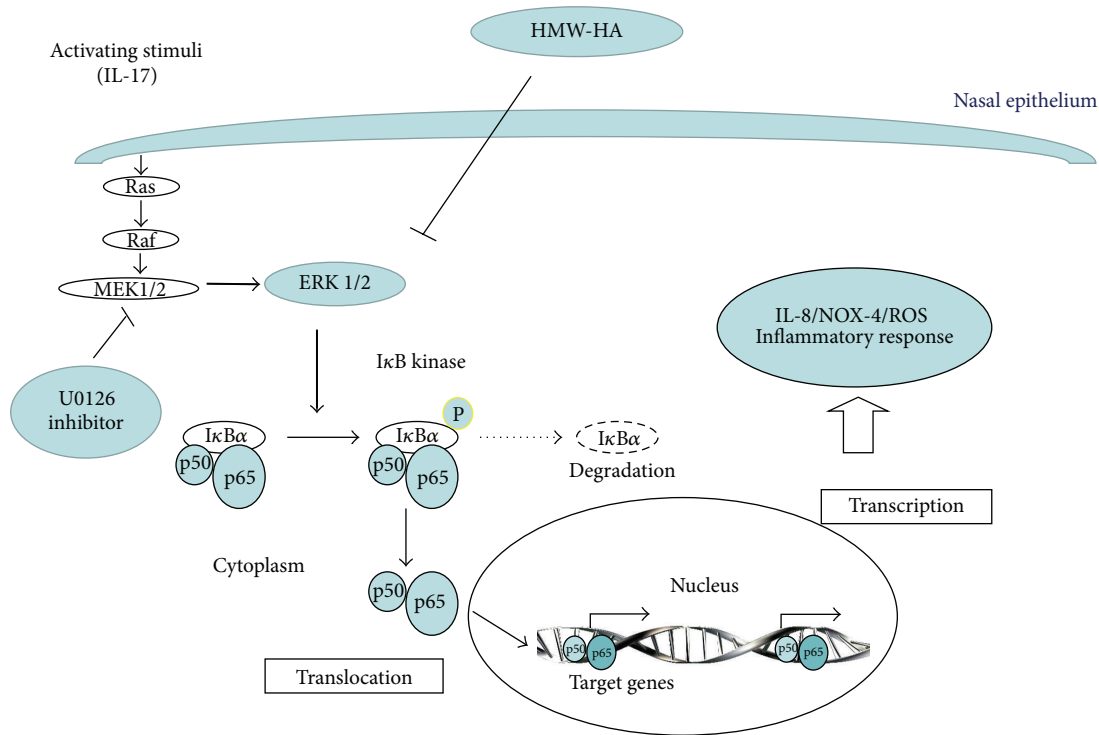 HMW-HA
Activating stimuli
(IL-17)
Nasal epithelium
Ras
Raf
MEK1/2
ERK 1/2
U0126
inhibitor
IL-8/NOX-4/ROS
Inflammatory response
IκB kinase
P
IκBα
p50
p65
IκBα
p50
p65
IκBα
Degradation
Transcription
Cytoplasm
p50
p65
Nucleus
p50
p65
p50
p65
Target genes
Translocation